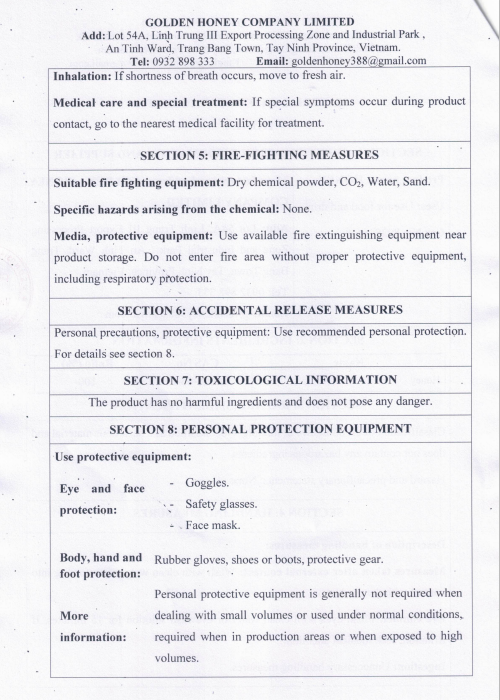 GOLDEN HONEY COMPANY LIMITED
Add: Lot 54A, Linh Trung III Export Processing Zone and Industrial Park ,
An Tinh Ward, Trang Bang Town, Tay Ninh Province, Vietnam.
Tel: 0932 898 333 Email: goldenhoney388@gmail.com
Inhalation: If shortness of breath occurs, move to fresh air.
Medical care and special treatment: If special symptoms occur during product
contact, go to the nearest medical facility for treatment.
SECTION 5: FIRE-FIGHTING MEASURES
Suitable fire fighting equipment: Dry chemical powder, CO₂, Water, Sand.
Specific hazards arising from the chemical: None.
Media, protective equipment: Use available fire extinguishing equipment near
product storage. Do not enter fire area without proper protective equipment,
including respiratory protection.
SECTION 6: ACCIDENTAL RELEASE MEASURES
Personal precautions, protective equipment: Use recommended personal protection.
For details see section 8.
SECTION 7: TOXICOLOGICAL INFORMATION
The product has no harmful ingredients and does not pose any danger.
SECTION 8: PERSONAL PROTECTION EQUIPMENT
Use protective equipment:
Eye and face
protection:
- Goggles.
- Safety glasses.
- Face mask.
Body, hand and
foot protection:
Rubber gloves, shoes or boots, protective gear.
More
information:
Personal protective equipment is generally not required when
dealing with small volumes or used under normal conditions,
required when in production areas or when exposed to high
volumes.